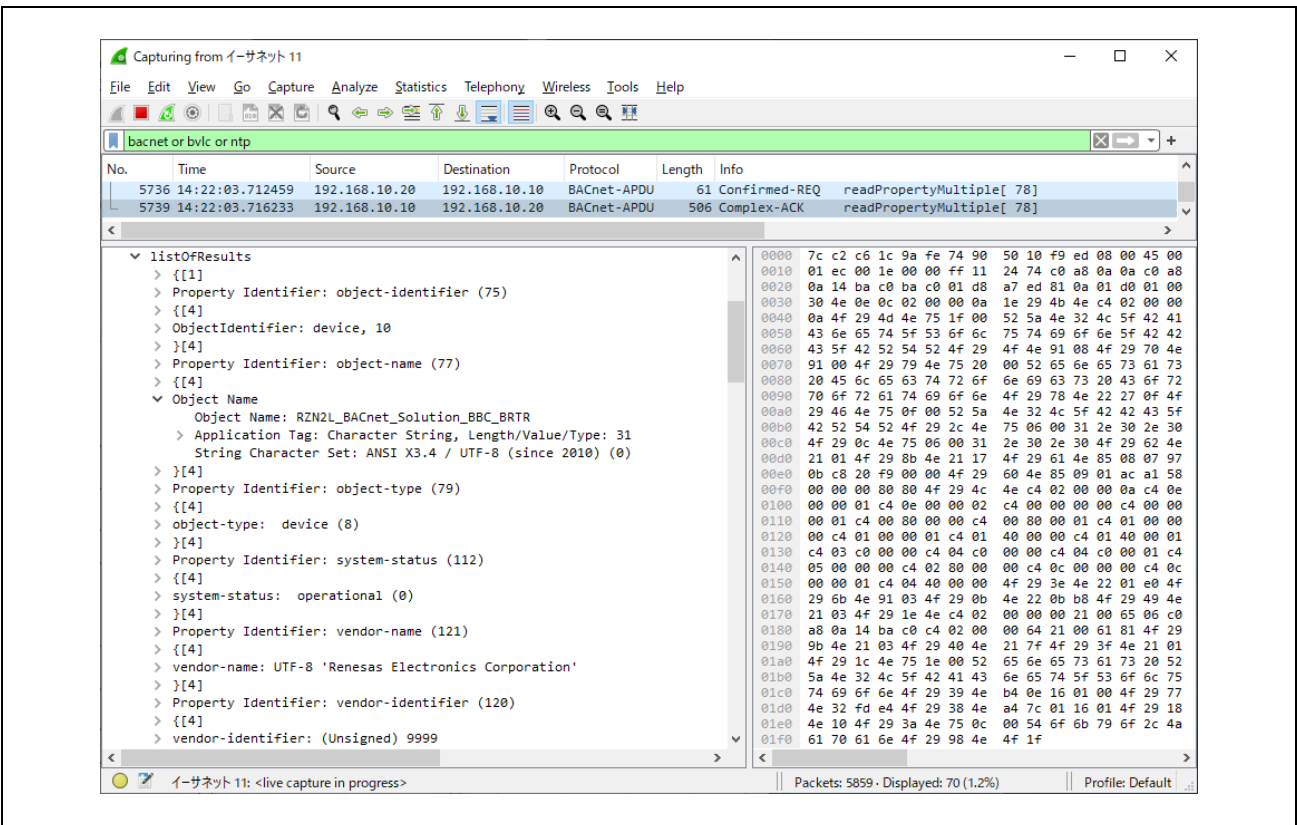 Capturing from イーサネット 11
File Edit View Go Capture Analyze Statistics Telephony Wireless Tools Help
bacnet or bvlc or ntp
No. Time Source Destination Protocol Length Info
5736 14:22:03.712459 192.168.10.20 192.168.10.10 BACnet-APDU 61 Confirmed-REQ readPropertyMultiple[ 78]
5739 14:22:03.716233 192.168.10.10 192.168.10.20 BACnet-APDU 506 Complex-ACK readPropertyMultiple[ 78]
listOfResults
{[1]
Property Identifier: object-identifier (75)
{[4]
ObjectIdentifier: device, 10
}[4]
Property Identifier: object-name (77)
{[4]
Object Name
Object Name: RZN2L_BACnet_Solution_BBC_BRTR
Application Tag: Character String, Length/Value/Type: 31
String Character Set: ANSI X3.4 / UTF-8 (since 2010) (0)
}[4]
Property Identifier: object-type (79)
{[4]
object-type: device (8)
}[4]
Property Identifier: system-status (112)
{[4]
system-status: operational (0)
}[4]
Property Identifier: vendor-name (121)
{[4]
vendor-name: UTF-8 'Renesas Electronics Corporation'
}[4]
Property Identifier: vendor-identifier (120)
{[4]
vendor-identifier: (Unsigned) 9999
0000 7c c2 c6 1c 9a fe 74 90 50 10 f9 ed 08 00 45 00
0010 01 ec 00 1e 00 00 ff 11 24 74 c0 a8 0a 0a c0 a8
0020 0a 14 ba c0 ba c0 01 d8 a7 ed 81 0a 01 d0 01 00
0030 30 4e 0e 0c 02 00 00 0a 1e 29 4b 4e c4 02 00 00
0040 0a 4f 29 4d 4e 75 1f 00 52 5a 4e 32 4c 5f 42 41
0050 43 6e 65 74 5f 53 6f 6c 75 74 69 6f 6e 5f 42 42
0060 43 5f 42 52 54 52 4f 29 4f 4e 91 08 4f 29 70 4e
0070 91 00 4f 29 79 4e 75 20 00 52 65 6e 65 73 61 73
0080 20 45 6c 65 63 74 72 6f 6e 69 63 73 20 43 6f 72
0090 70 6f 72 61 74 69 6f 6e 4f 29 78 4e 22 27 0f 4f
00a0 29 46 4e 75 0f 00 52 5a 4e 32 4c 5f 42 42 43 5f
00b0 42 52 54 52 4f 29 2c 4e 75 06 00 31 2e 30 2e 30
00c0 4f 29 0c 4e 75 06 00 31 2e 30 2e 30 4f 29 62 4e
00d0 21 01 4f 29 8b 4e 21 17 4f 29 61 4e 85 08 07 97
00e0 0b c8 20 f9 00 00 4f 29 60 4e 85 09 01 ac a1 58
00f0 00 00 00 80 80 4f 29 4c 4e c4 02 00 00 0a c4 0e
0100 00 00 01 c4 0e 00 00 02 c4 00 00 00 00 c4 00 00
0110 00 01 c4 00 80 00 00 c4 00 80 00 01 c4 01 00 00
0120 00 c4 01 00 00 01 c4 01 40 00 00 c4 01 40 00 01
0130 c4 03 c0 00 00 c4 04 c0 00 00 c4 04 c0 00 01 c4
0140 05 00 00 00 c4 02 80 00 00 c4 0c 00 00 00 c4 0c
0150 00 00 01 c4 04 40 00 00 4f 29 3e 4e 22 01 e0 4f
0160 29 6b 4e 91 03 4f 29 0b 4e 22 0b b8 4f 29 49 4e
0170 21 03 4f 29 1e 4e c4 02 00 00 00 21 00 65 06 c0
0180 a8 0a 14 ba c0 c4 02 00 00 64 21 00 61 81 4f 29
0190 9b 4e 21 03 4f 29 40 4e 21 7f 4f 29 3f 4e 21 01
01a0 4f 29 1c 4e 75 1e 00 52 65 6e 65 73 61 73 20 52
01b0 5a 4e 32 4c 5f 42 41 43 6e 65 74 5f 53 6f 6c 75
01c0 74 69 6f 6e 4f 29 39 4e b4 0e 16 01 00 4f 29 77
01d0 4e 32 fd e4 4f 29 38 4e a4 7c 01 16 01 4f 29 18
01e0 4e 10 4f 29 3a 4e 75 0c 00 54 6f 6b 79 6f 2c 4a
01f0 61 70 61 6e 4f 29 98 4e 4f 1f
イーサネット 11: <live capture in progress> Packets: 5859 · Displayed: 70 (1.2%) Profile: Default